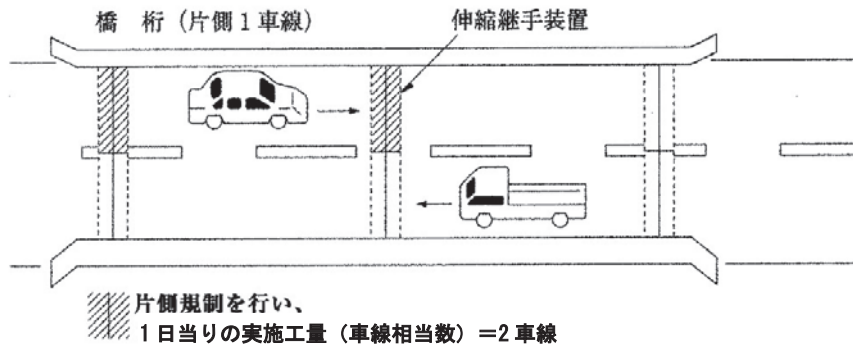 橋 桁（片側１車線）
伸縮継手装置
片側規制を行い、
１日当りの実施工量（車線相当数）＝２車線